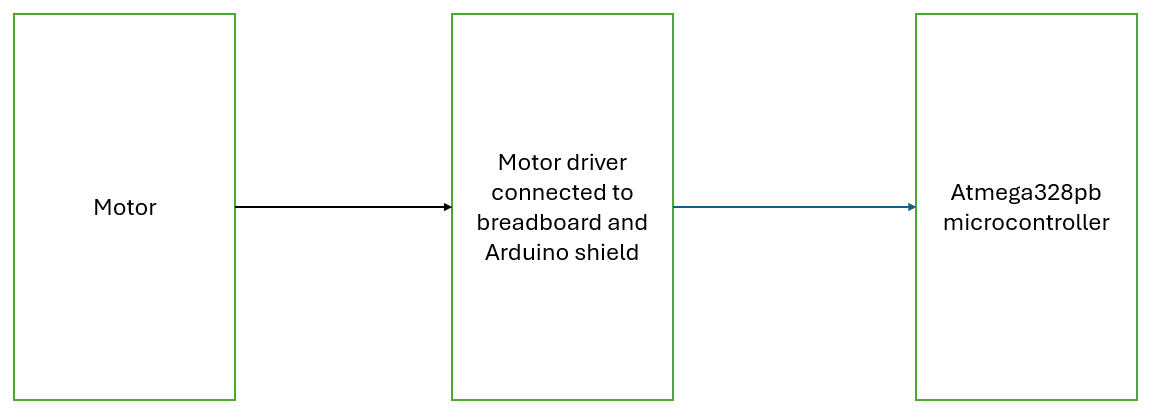 Motor
Motor driver
connected to
breadboard and
Arduino shield
Atmega328pb
microcontroller